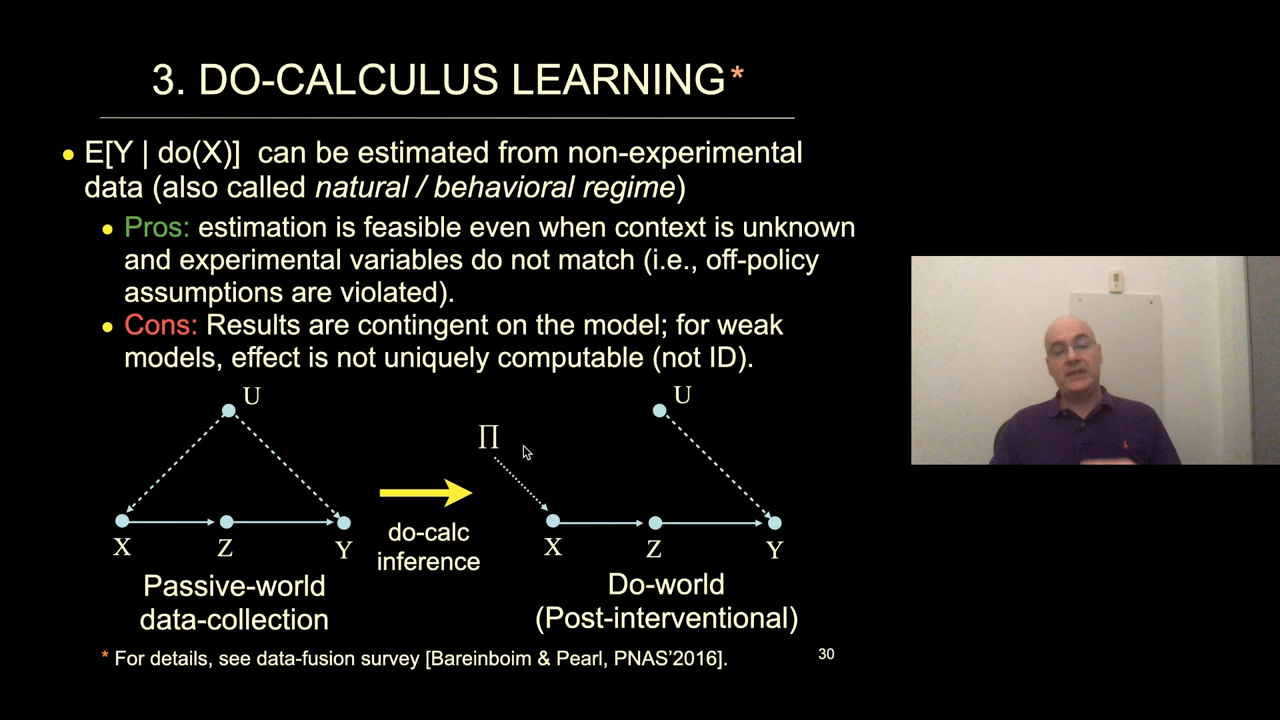 3. DO-CALCULUS LEARNING*
• E[Y | do(X)] can be estimated from non-experimental
data (also called natural / behavioral regime)
• Pros: estimation is feasible even when context is unknown
and experimental variables do not match (i.e., off-policy
assumptions are violated).
• Cons: Results are contingent on the model; for weak
models, effect is not uniquely computable (not ID).
U
U
Π
X
Z
Y
do-calc
inference
X
Z
Y
Passive-world
data-collection
Do-world
(Post-interventional)
* For details, see data-fusion survey [Bareinboim & Pearl, PNAS'2016].
30